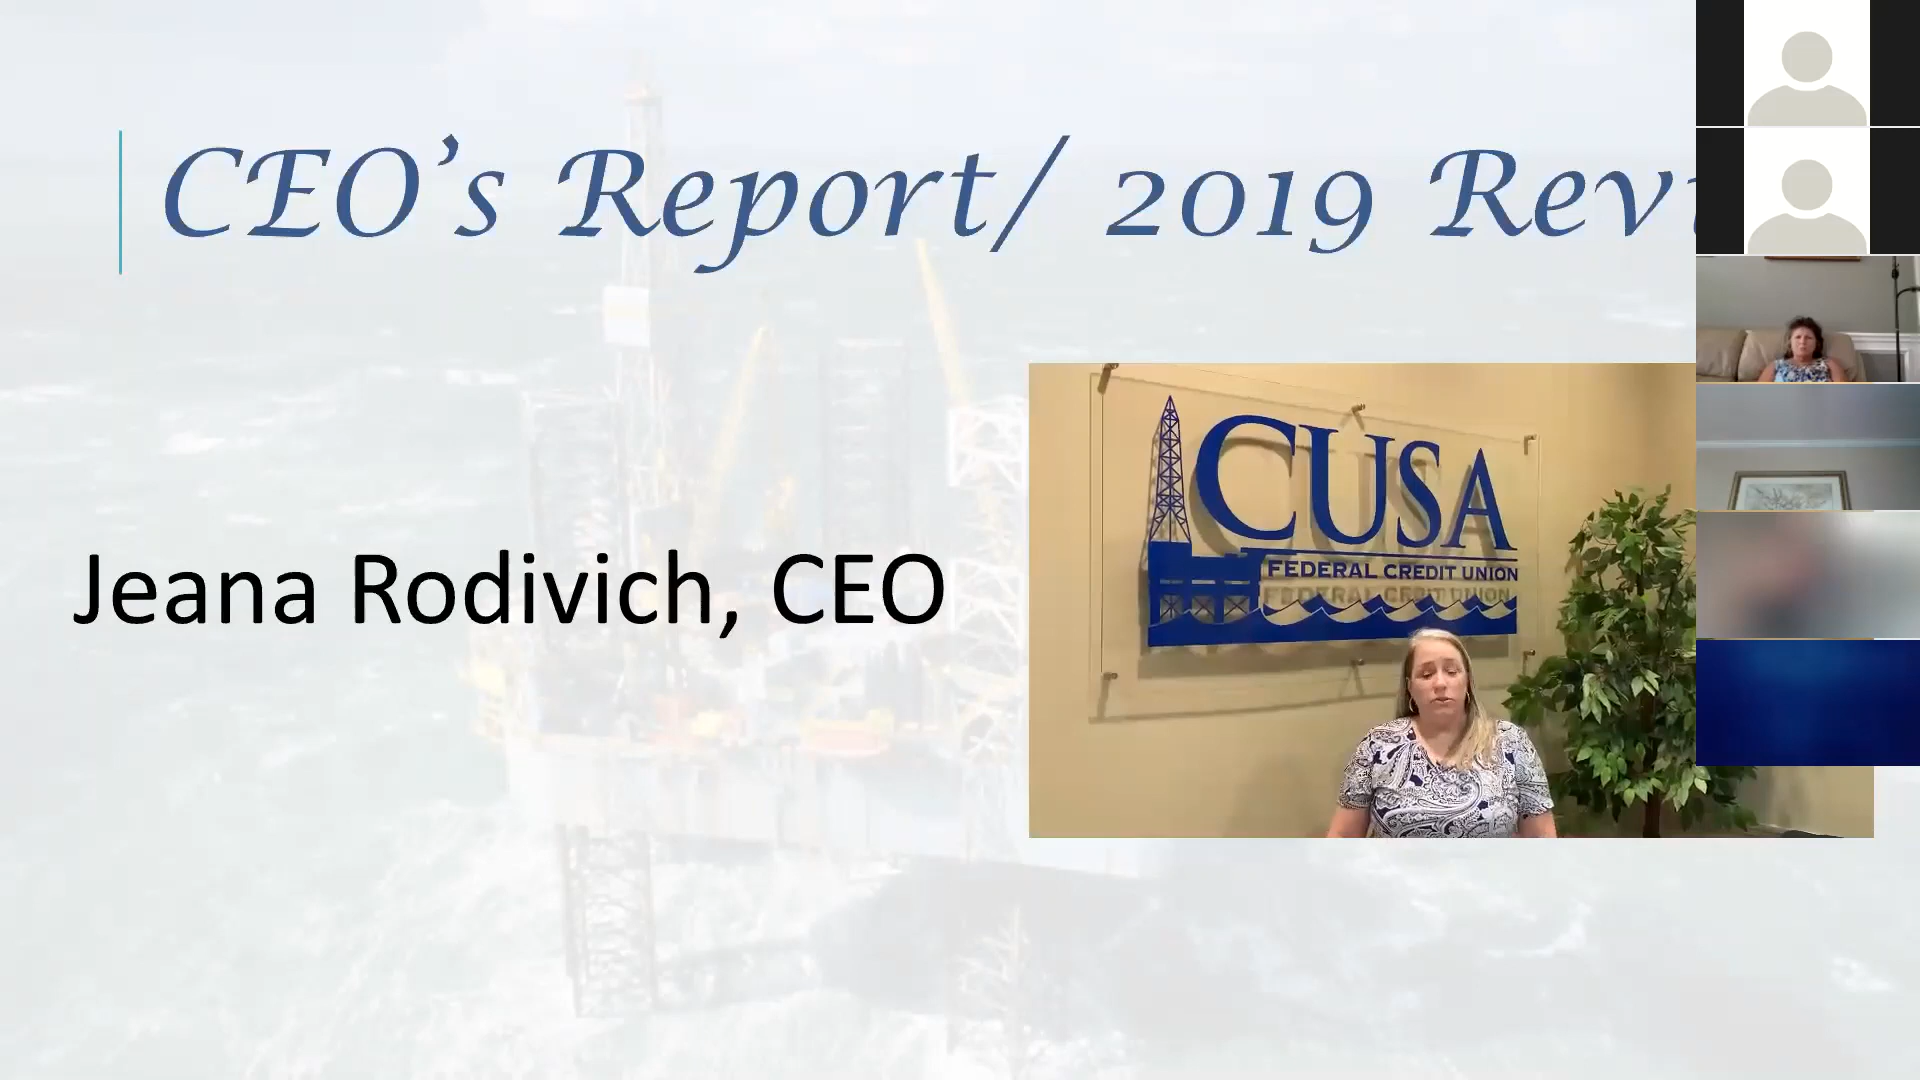 CEO's Report/ 2019 Rev
Jeana Rodivich, CEO
CUSA
FEDERAL CREDIT UNION